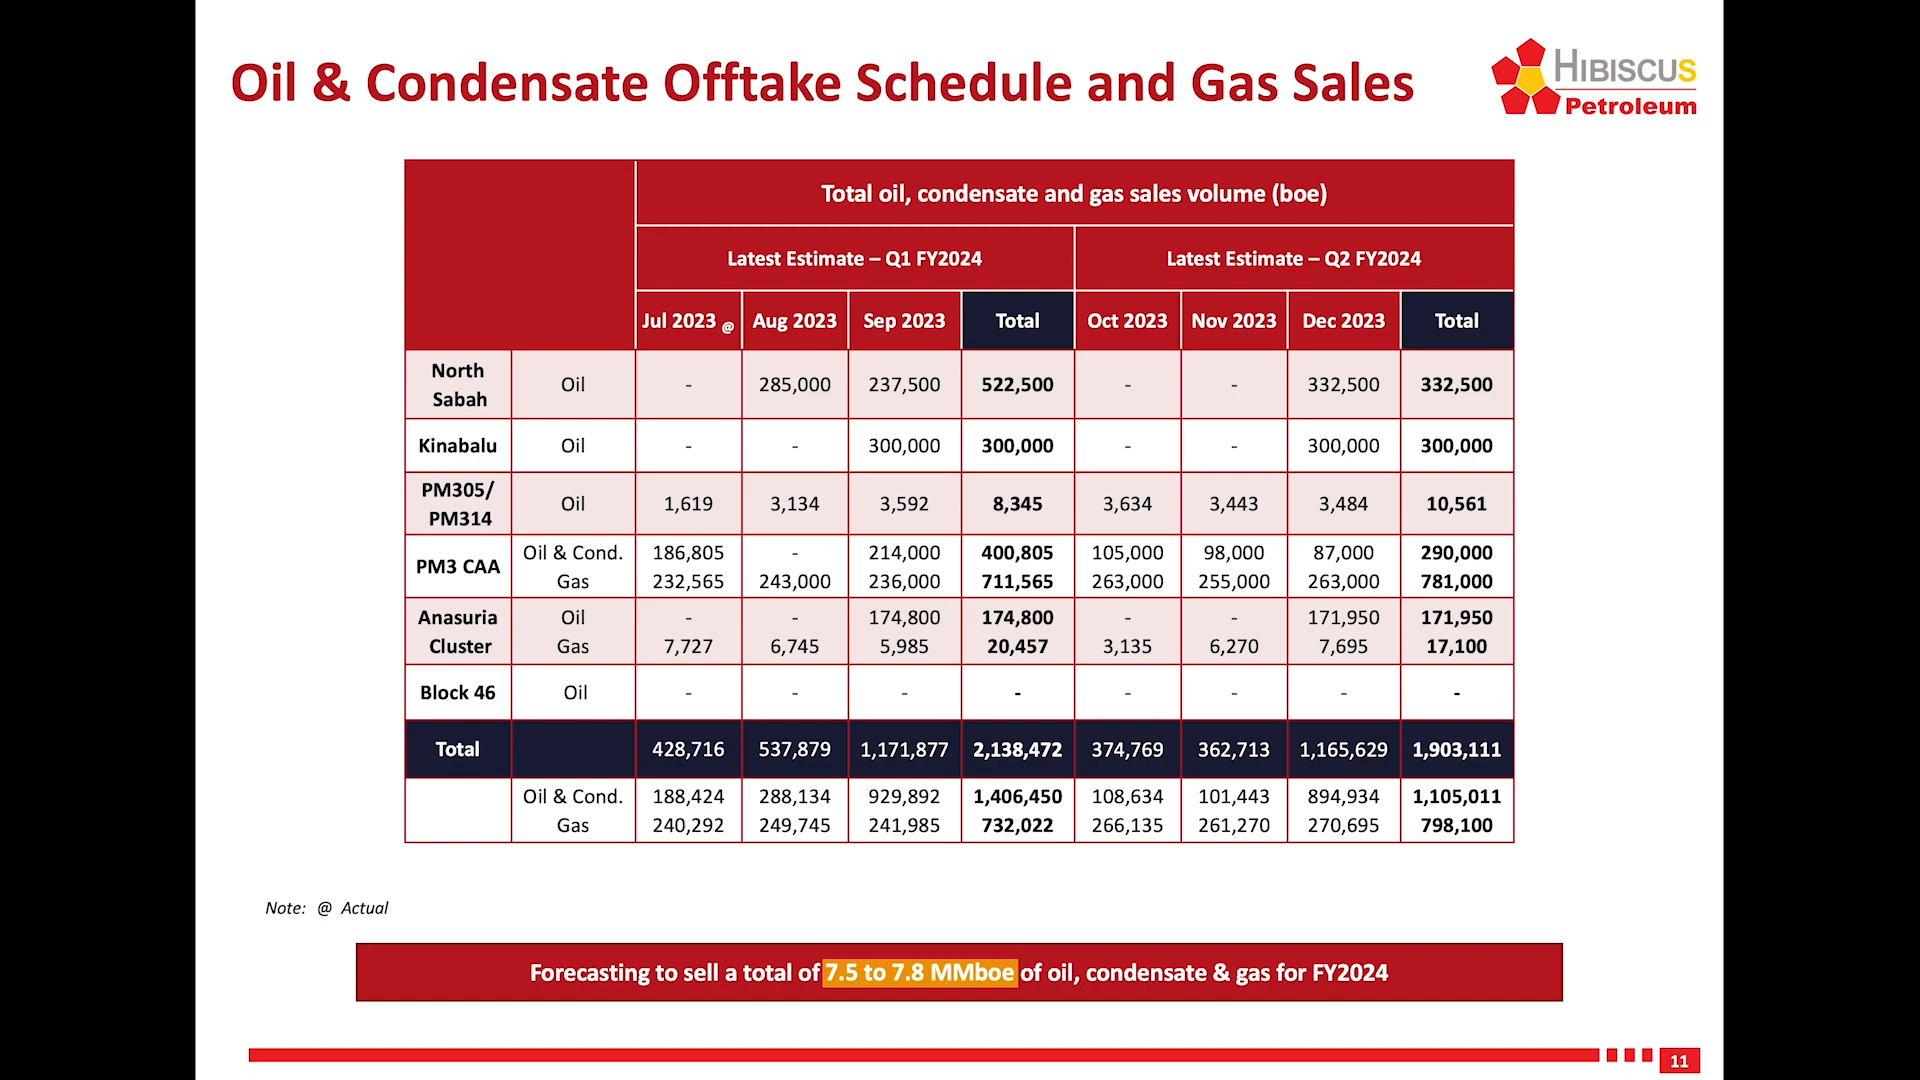 Oil & Condensate Offtake Schedule and Gas Sales
HIBISCUS
Petroleum
Total oil, condensate and gas sales volume (boe)
Latest Estimate – Q1 FY2024 Latest Estimate – Q2 FY2024
Jul 2023 @ Aug 2023 Sep 2023 Total Oct 2023 Nov 2023 Dec 2023 Total
North Sabah Oil - 285,000 237,500 522,500 - - 332,500 332,500
Kinabalu Oil - - 300,000 300,000 - - 300,000 300,000
PM305/ PM314 Oil 1,619 3,134 3,592 8,345 3,634 3,443 3,484 10,561
PM3 CAA Oil & Cond. 186,805 - 214,000 400,805 105,000 98,000 87,000 290,000
Gas 232,565 243,000 236,000 711,565 263,000 255,000 263,000 781,000
Anasuria Oil - - 174,800 174,800 - - 171,950 171,950
Cluster Gas 7,727 6,745 5,985 20,457 3,135 6,270 7,695 17,100
Block 46 Oil - - - - - - - -
Total 428,716 537,879 1,171,877 2,138,472 374,769 362,713 1,165,629 1,903,111
Oil & Cond. 188,424 288,134 929,892 1,406,450 108,634 101,443 894,934 1,105,011
Gas 240,292 249,745 241,985 732,022 266,135 261,270 270,695 798,100
Note: @ Actual
Forecasting to sell a total of 7.5 to 7.8 MMboe of oil, condensate & gas for FY2024
11